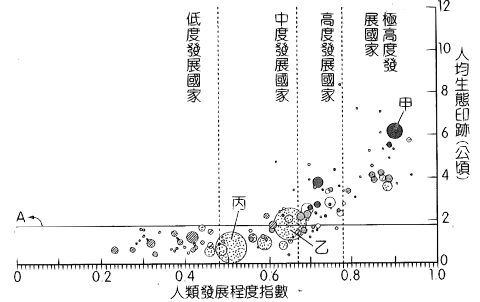 低度發展國家
中度發展國家
高度發展國家
極高度發
展國家
人均生態印跡(公頃)
12
10
8
6
4
2
0
甲
乙
丙
A
0
0.2
0.4
0.6
0.8
1.0
人類發展程度指數